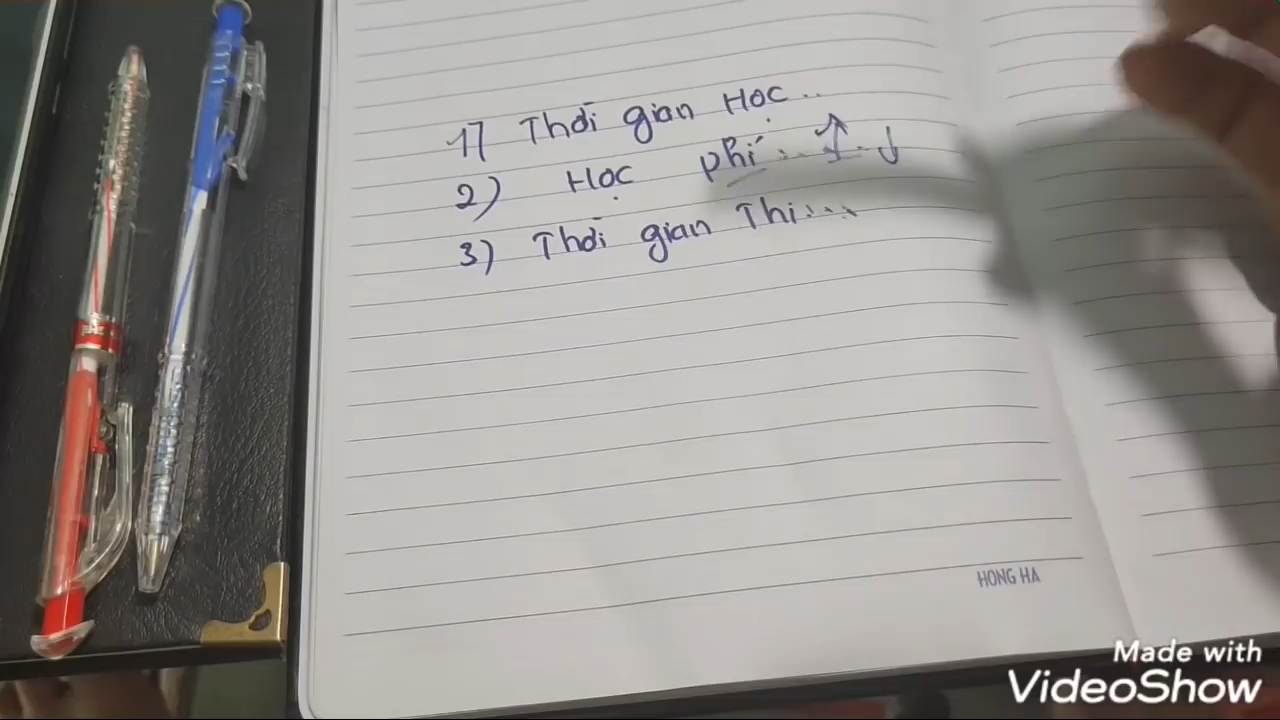 1) Thời gian Học ..
2) Học phí ... ↑. ↓
3) Thời gian Thi ...
HONG HA
Made with
VideoShow